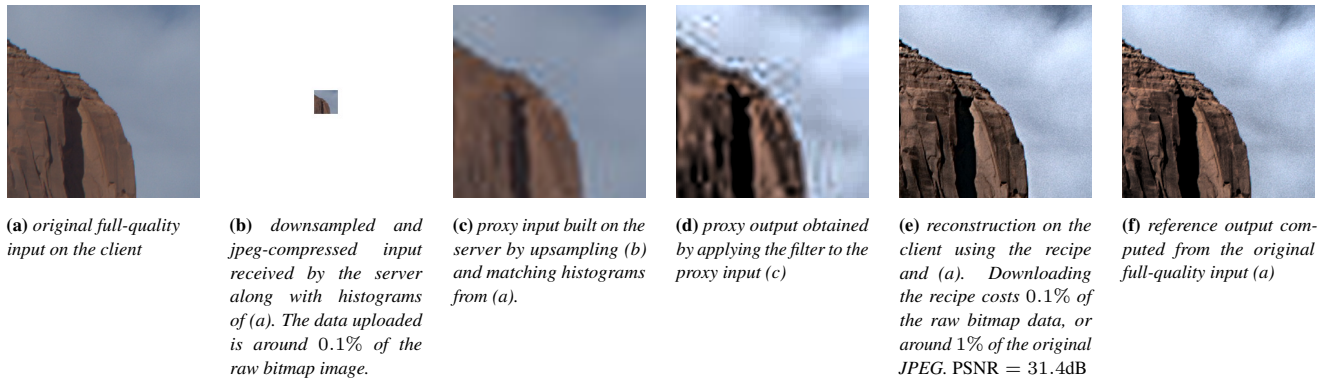 (a) original full-quality
input on the client
(b) downsampled and
jpeg-compressed input
received by the server
along with histograms
of (a). The data uploaded
is around 0.1% of the
raw bitmap image.
(c) proxy input built on the
server by upsampling (b)
and matching histograms
from (a).
(d) proxy output obtained
by applying the filter to the
proxy input (c)
(e) reconstruction on the
client using the recipe
and (a). Downloading
the recipe costs 0.1% of
the raw bitmap data, or
around 1% of the original
JPEG. PSNR = 31.4dB
(f) reference output com-
puted from the original
full-quality input (a)